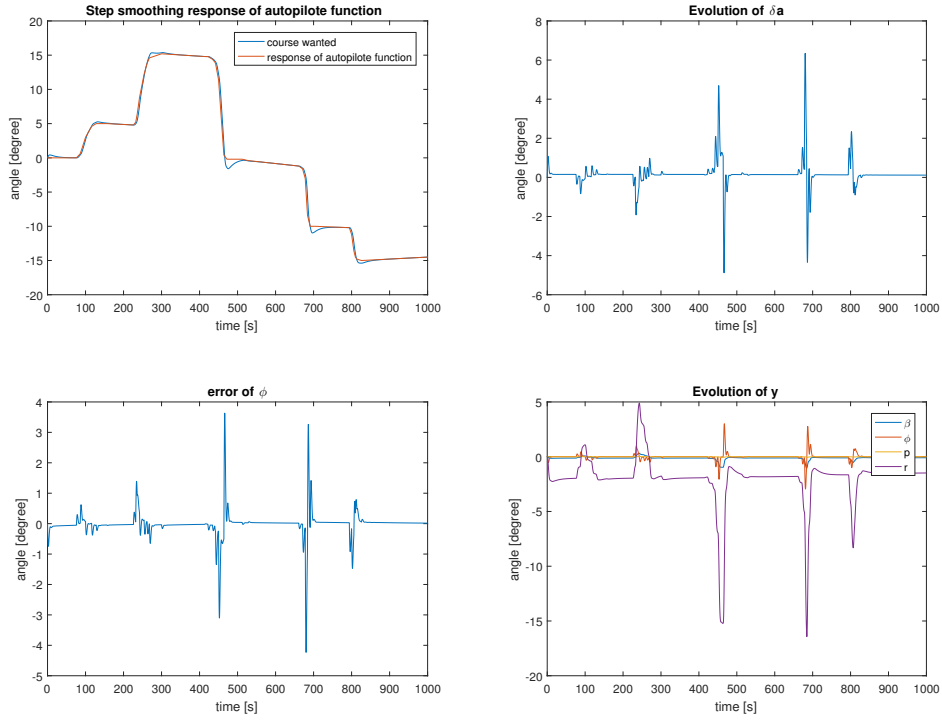 Step smoothing response of autopilote function
20
15
10
5
0
-5
-10
-15
-20
angle [degree]
0 100 200 300 400 500 600 700 800 900 1000
time [s]
course wanted
response of autopilote function
Evolution of δa
8
6
4
2
0
-2
-4
-6
angle [degree]
0 100 200 300 400 500 600 700 800 900 1000
time [s]
error of ϕ
4
3
2
1
0
-1
-2
-3
-4
-5
angle [degree]
0 100 200 300 400 500 600 700 800 900 1000
time [s]
Evolution of y
5
0
-5
-10
-15
-20
angle [degree]
0 100 200 300 400 500 600 700 800 900 1000
time [s]
β
ϕ
p
r